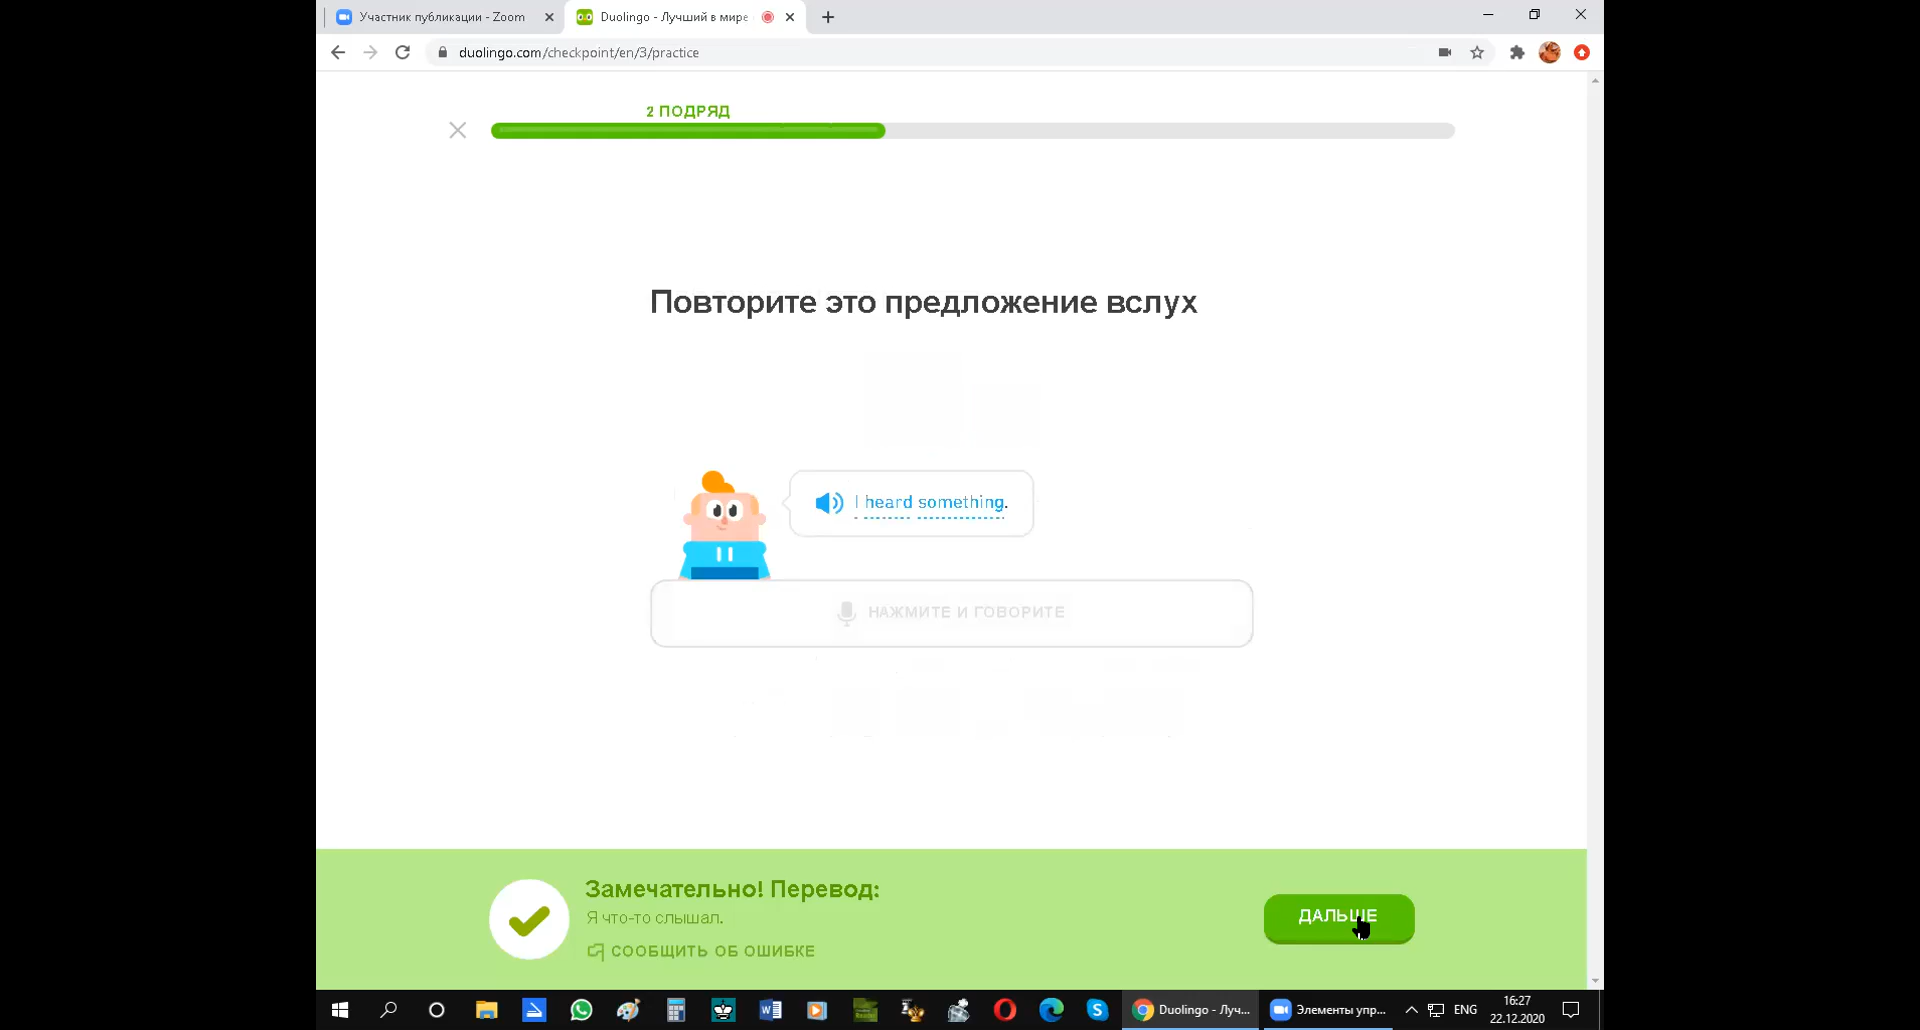 Участник публикации - Zoom
Duolingo - Лучший в мире
duolingo.com/checkpoint/en/3/practice
2 ПОДРЯД
Повторите это предложение вслух
I heard something.
НАЖМИТЕ И ГОВОРИТЕ
Замечательно! Перевод:
Я что-то слышал.
СООБЩИТЬ ОБ ОШИБКЕ
ДАЛЬШЕ
Duolingo - Луч...
Элементы упр...
ENG
16:27
22.12.2020